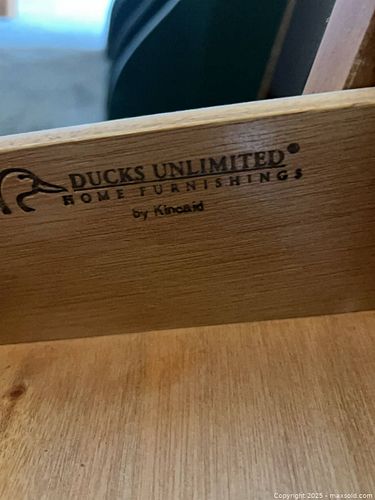 DUCKS UNLIMITED®
HOME FURNISHINGS
by Kincaid
Copyright 2025 - maxsold.com